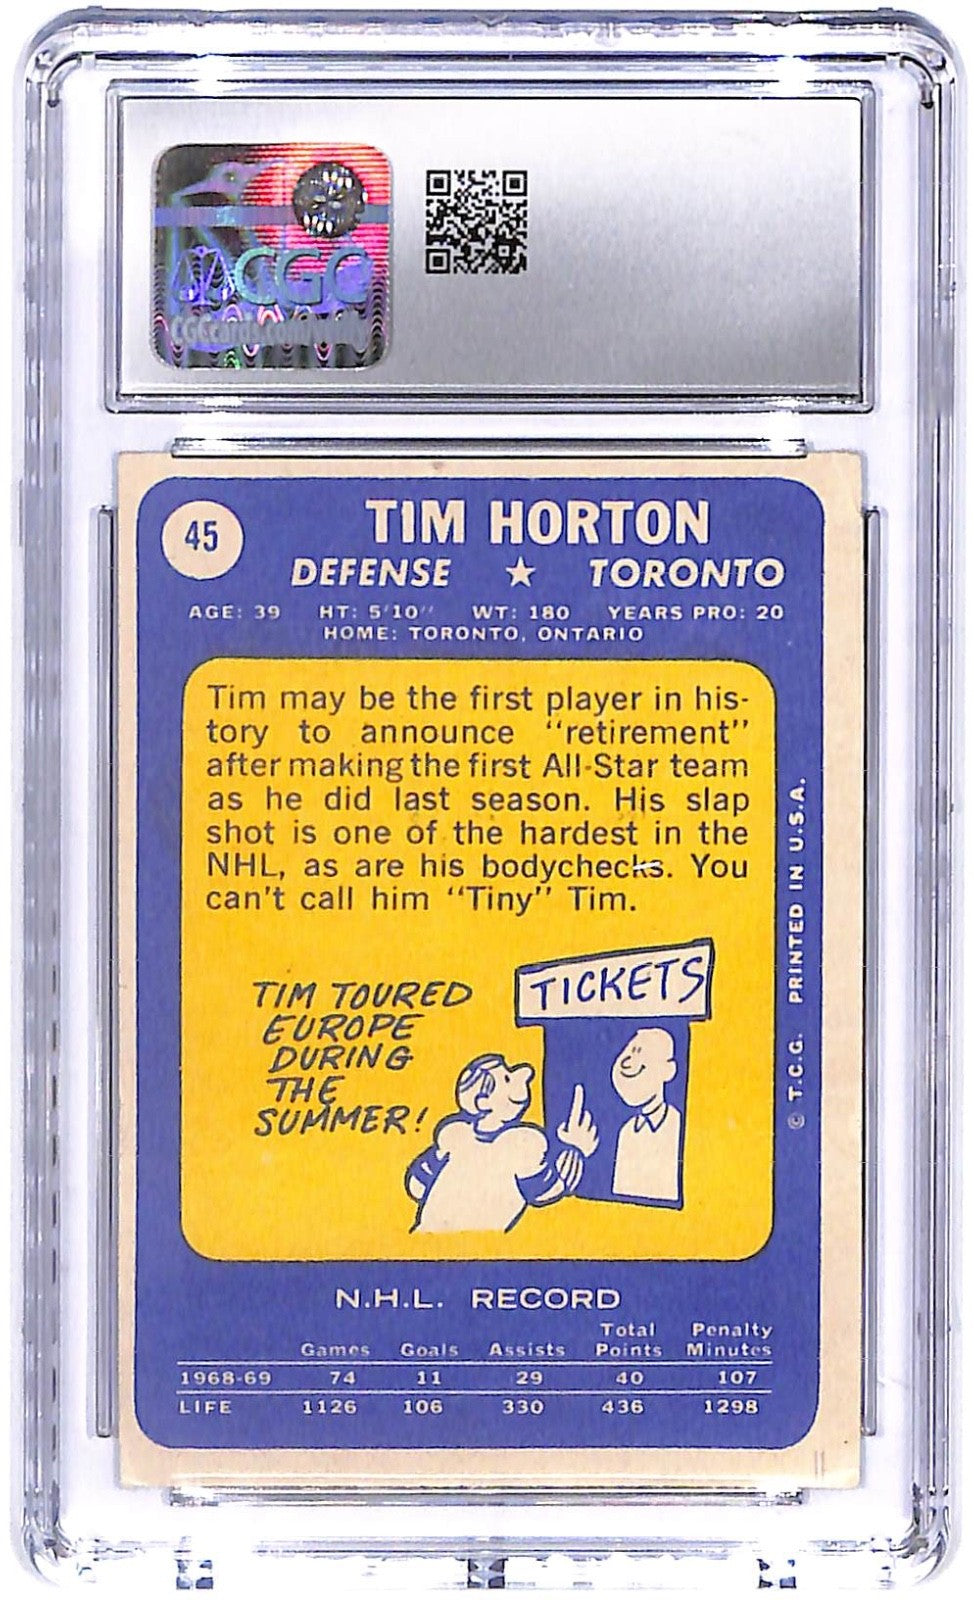 CGC
45
TIM HORTON
DEFENSE ★ TORONTO
AGE: 39 HT: 5'10" WT: 180 YEARS PRO: 20
HOME: TORONTO, ONTARIO
Tim may be the first player in his-
tory to announce "retirement"
after making the first All-Star team
as he did last season. His slap
shot is one of the hardest in the
NHL, as are his bodychecks. You
can't call him "Tiny" Tim.
TIM TOURED
EUROPE
DURING
THE
SUMMER!
TICKETS
© T.C.G. PRINTED IN U.S.A.
N.H.L. RECORD
Games Goals Assists Total Points Penalty Minutes
1968-69 74 11 29 40 107
LIFE 1126 106 330 436 1298